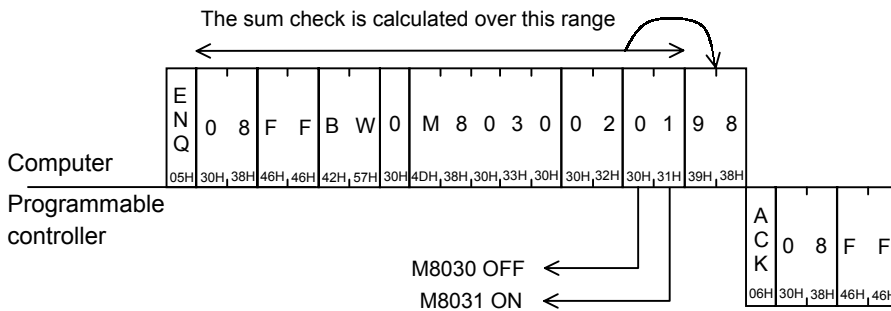 The sum check is calculated over this range
ENQ 0 8 F F B W 0 M 8 0 3 0 0 2 0 1 9 8
Computer
05H 30H 38H 46H 46H 42H 57H 30H 4DH 38H 30H 33H 30H 30H 32H 30H 31H 39H 38H
Programmable
controller
ACK 0 8 F F
06H 30H 38H 46H 46H
M8030 OFF
M8031 ON